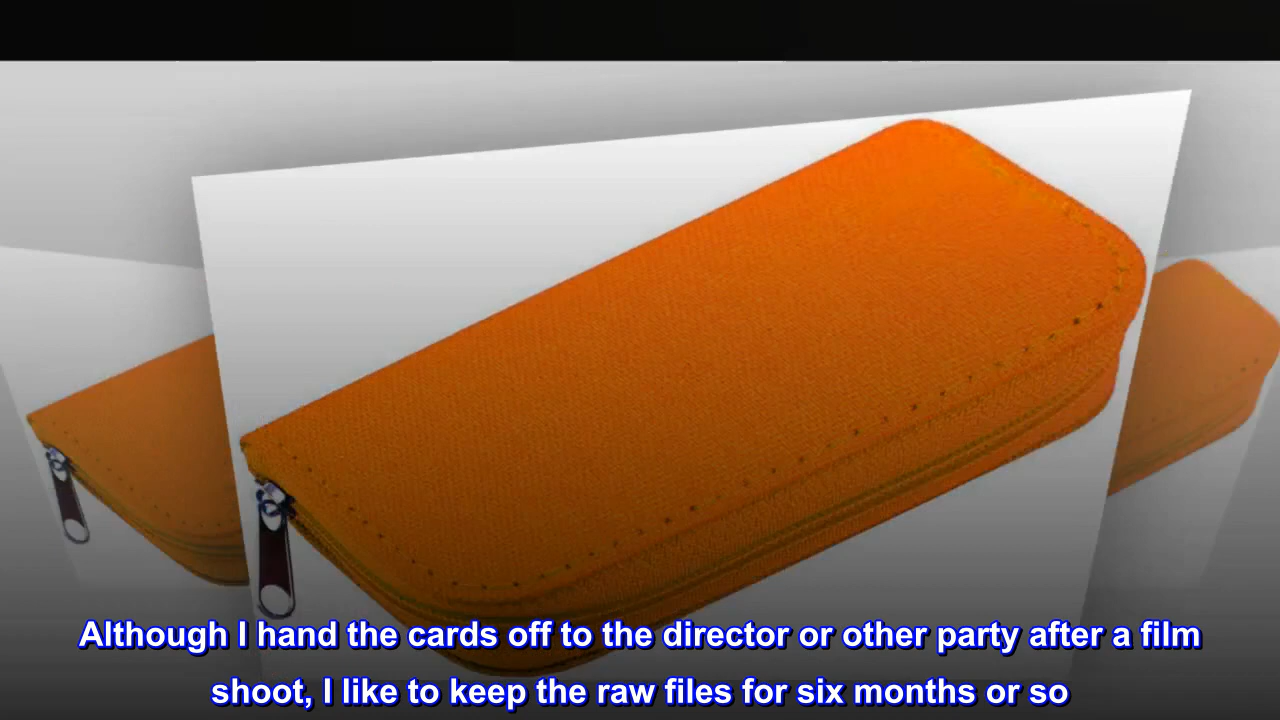 Although I hand the cards off to the director or other party after a film
shoot, I like to keep the raw files for six months or so